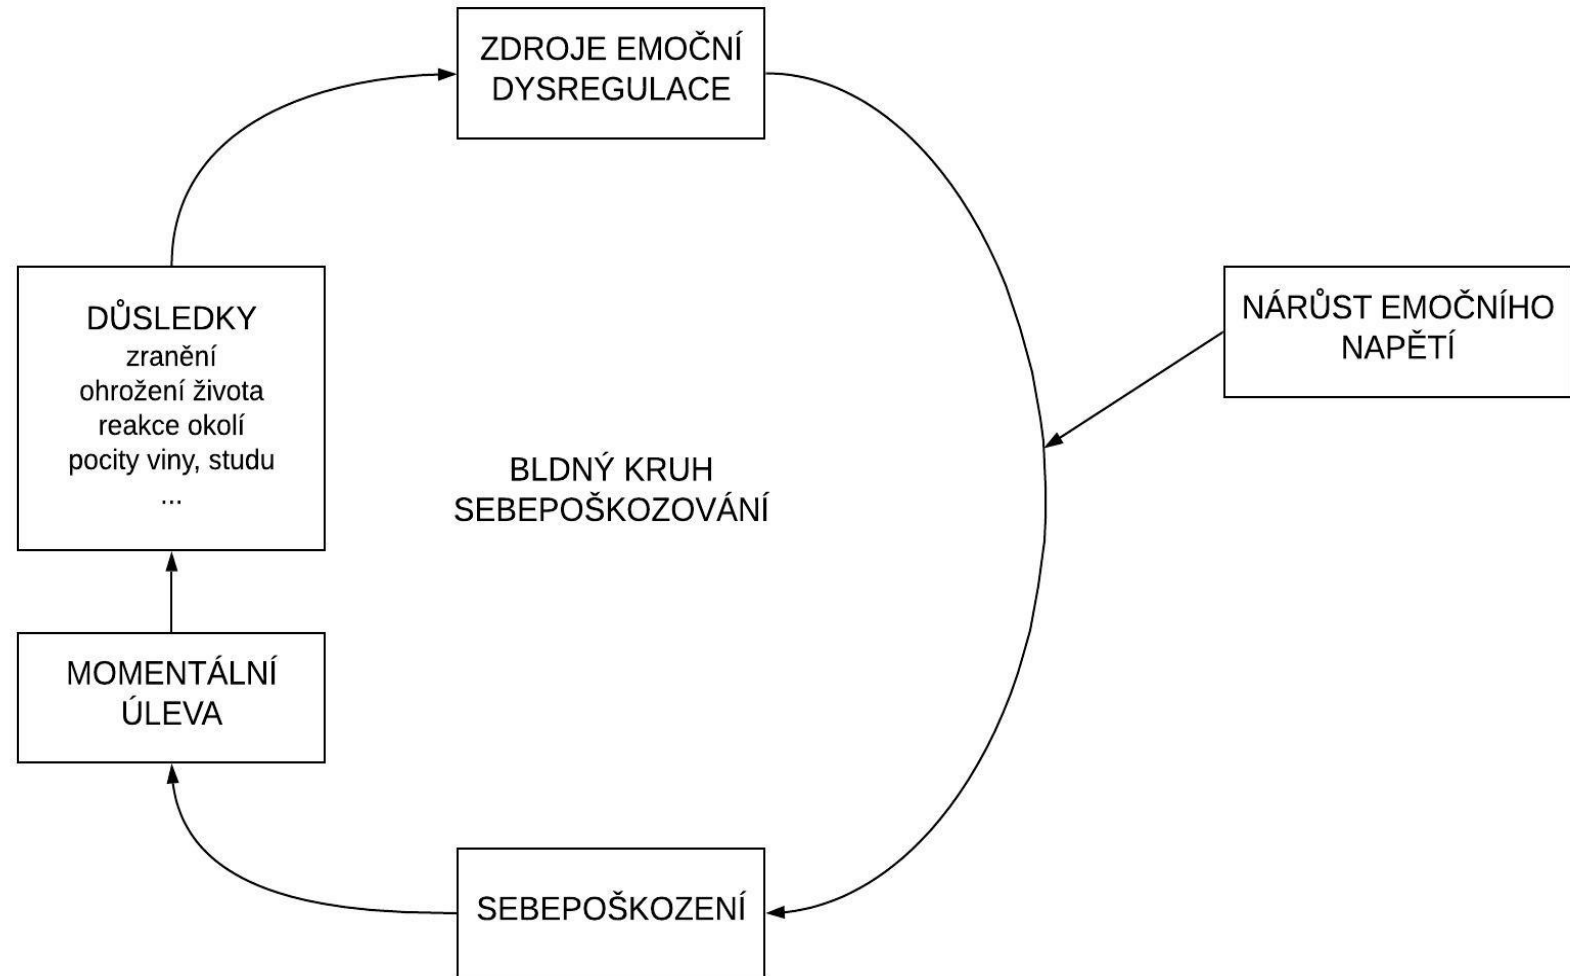 ZDROJE EMOČNÍ
DYSREGULACE
NÁRŮST EMOČNÍHO
NAPĚTÍ
DŮSLEDKY
zranění
ohrožení života
reakce okolí
pocity viny, studu
...
BLDNÝ KRUH
SEBEPOŠKOZOVÁNÍ
MOMENTÁLNÍ
ÚLEVA
SEBEPOŠKOZENÍ